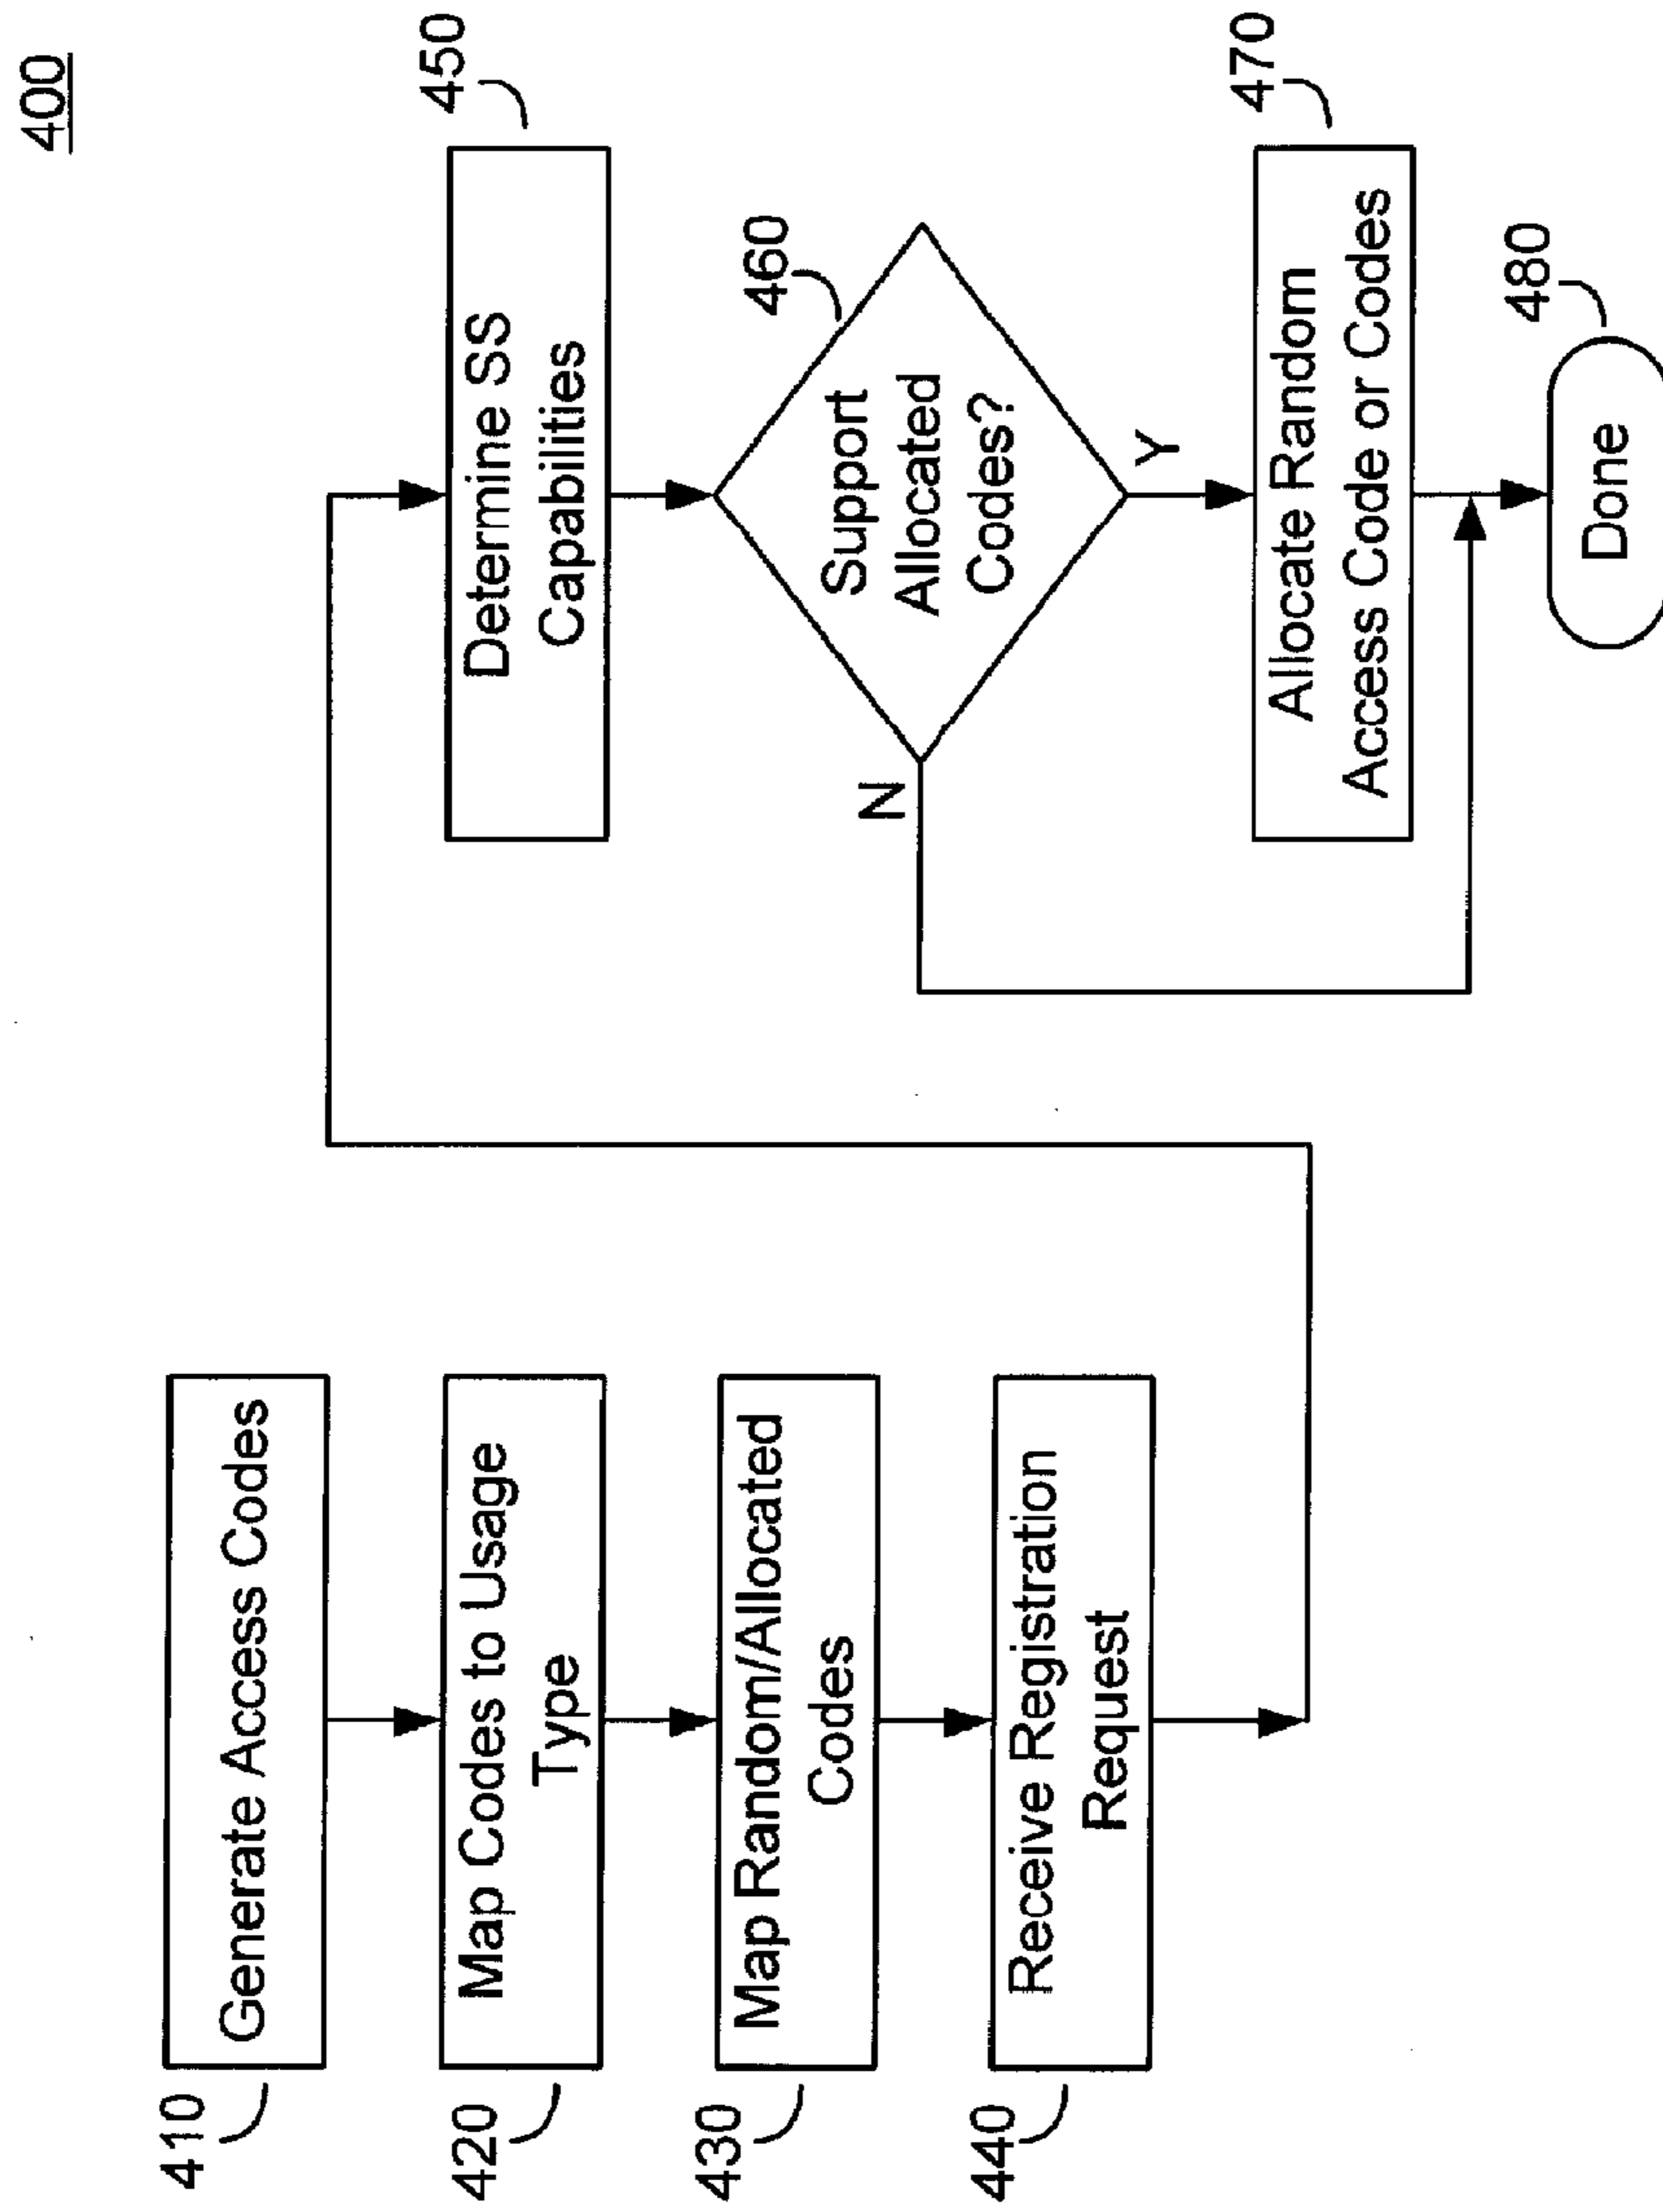 400
410
Generate Access Codes
420
Map Codes to Usage
Type
430
Map Random/Allocated
Codes
440
Receive Registration
Request
450
Determine SS
Capabilities
460
Support
Allocated
Codes?
N
Y
470
Allocate Random
Access Code or Codes
480
Done